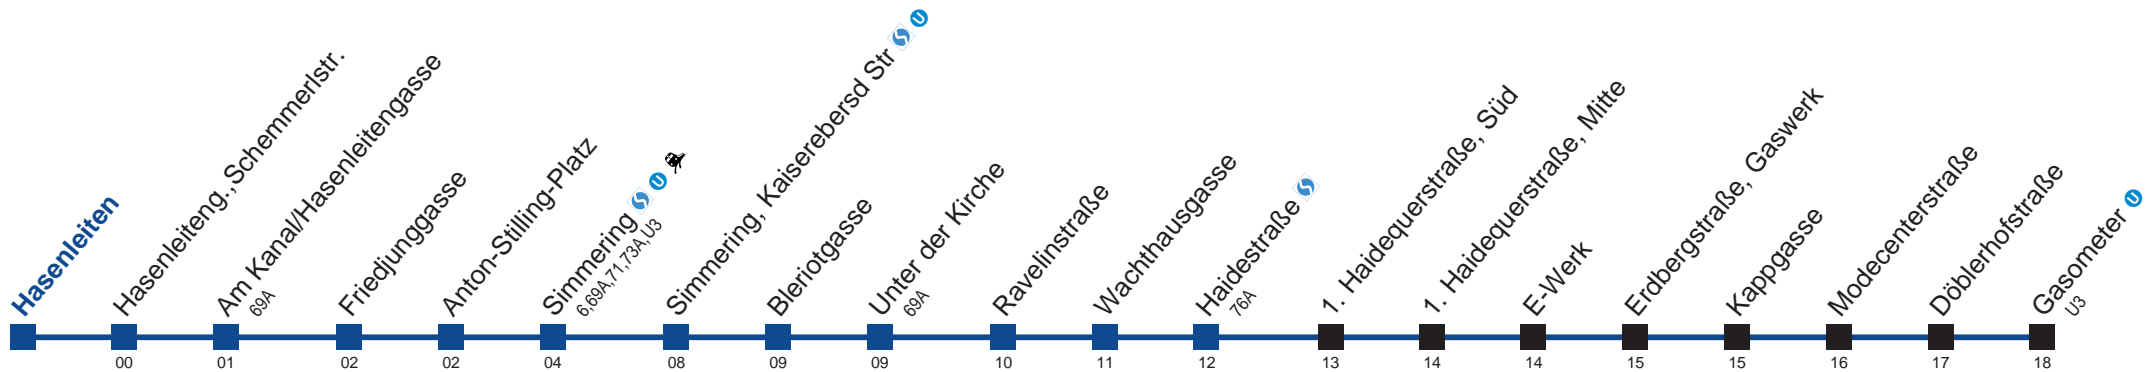 Hasenleiten
Hasenleiteng.,Schemmerlstr.
00
Am Kanal/Hasenleitengasse
69A
01
Friedjunggasse
02
Anton-Stilling-Platz
02
Simmering S U
6,69A,71,73A,U3
04
Simmering, Kaiserebersd Str S U
08
Bleriotgasse
09
Unter der Kirche
69A
09
Ravelinstraße
10
Wachthausgasse
11
Haidestraße S
76A
12
1. Haidequerstraße, Süd
13
1. Haidequerstraße, Mitte
14
E-Werk
14
Erdbergstraße, Gaswerk
15
Kappgasse
15
Modecenterstraße
16
Döblerhofstraße
17
Gasometer U
U3
18